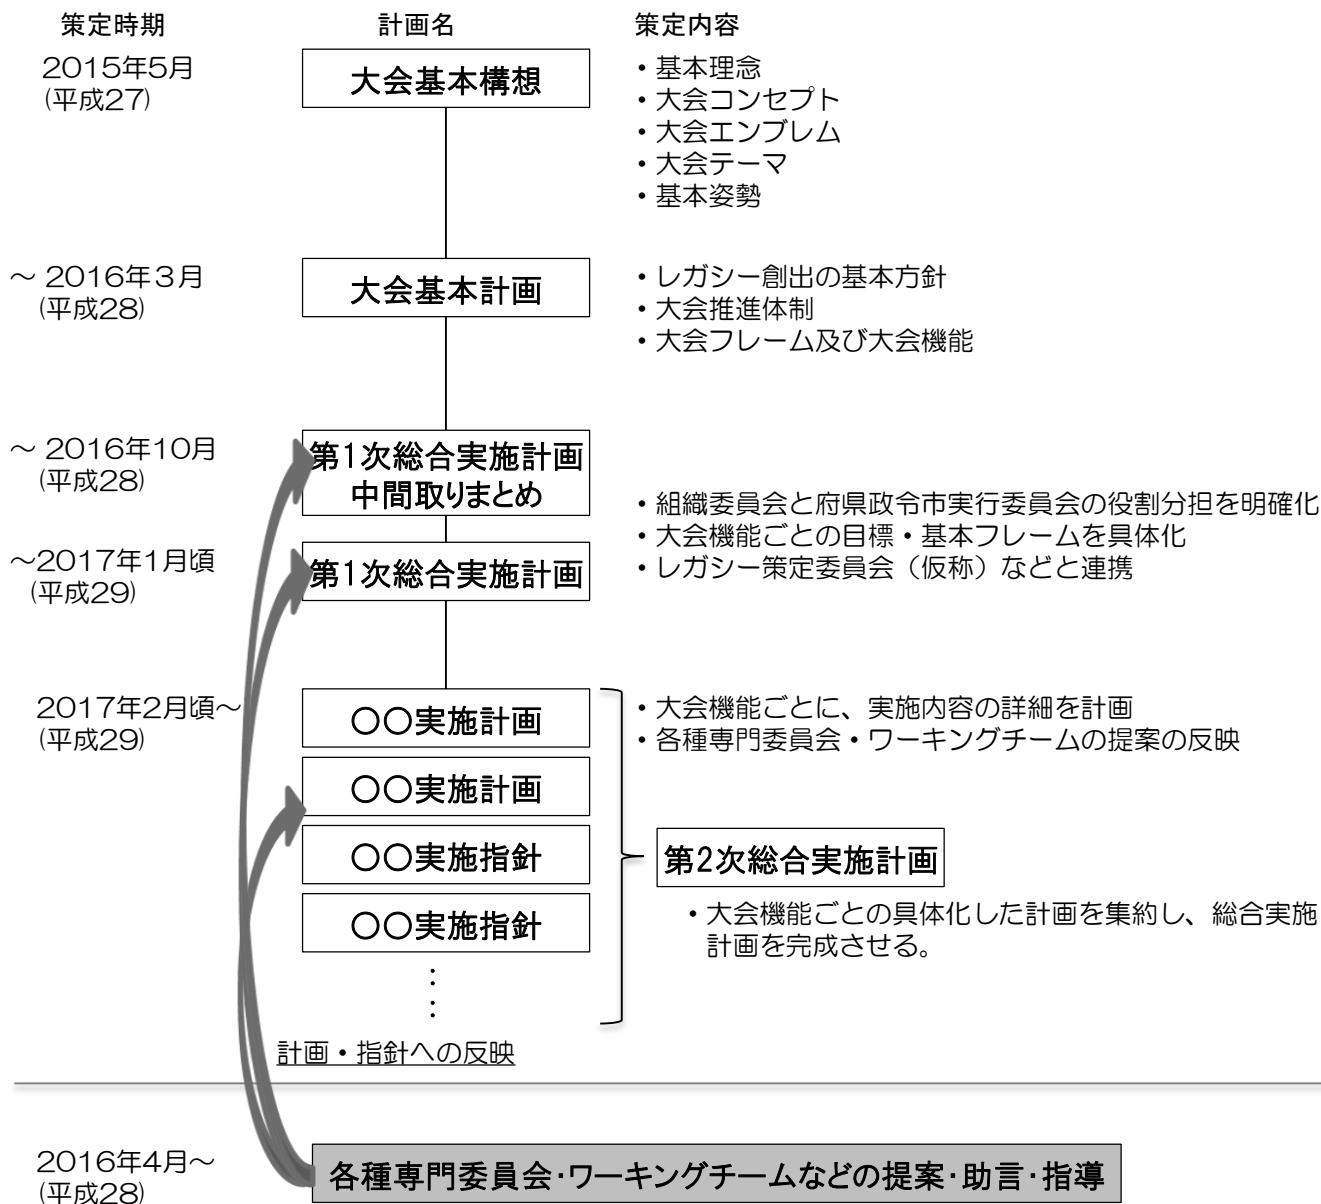 策定時期 計画名 策定内容
2015年5月
(平成27)
大会基本構想
・基本理念
・大会コンセプト
・大会エンブレム
・大会テーマ
・基本姿勢
～ 2016年３月
(平成28)
大会基本計画
・レガシー創出の基本方針
・大会推進体制
・大会フレーム及び大会機能
～ 2016年10月
(平成28)
第1次総合実施計画
中間取りまとめ
～2017年1月頃
(平成29)
第1次総合実施計画
・組織委員会と府県政令市実行委員会の役割分担を明確化
・大会機能ごとの目標・基本フレームを具体化
・レガシー策定委員会（仮称）などと連携
2017年2月頃～
(平成29)
〇〇実施計画
〇〇実施計画
〇〇実施指針
〇〇実施指針
・大会機能ごとに、実施内容の詳細を計画
・各種専門委員会・ワーキングチームの提案の反映
第2次総合実施計画
・大会機能ごとの具体化した計画を集約し、総合実施
計画を完成させる。
計画・指針への反映
2016年4月～
(平成28)
各種専門委員会・ワーキングチームなどの提案・助言・指導